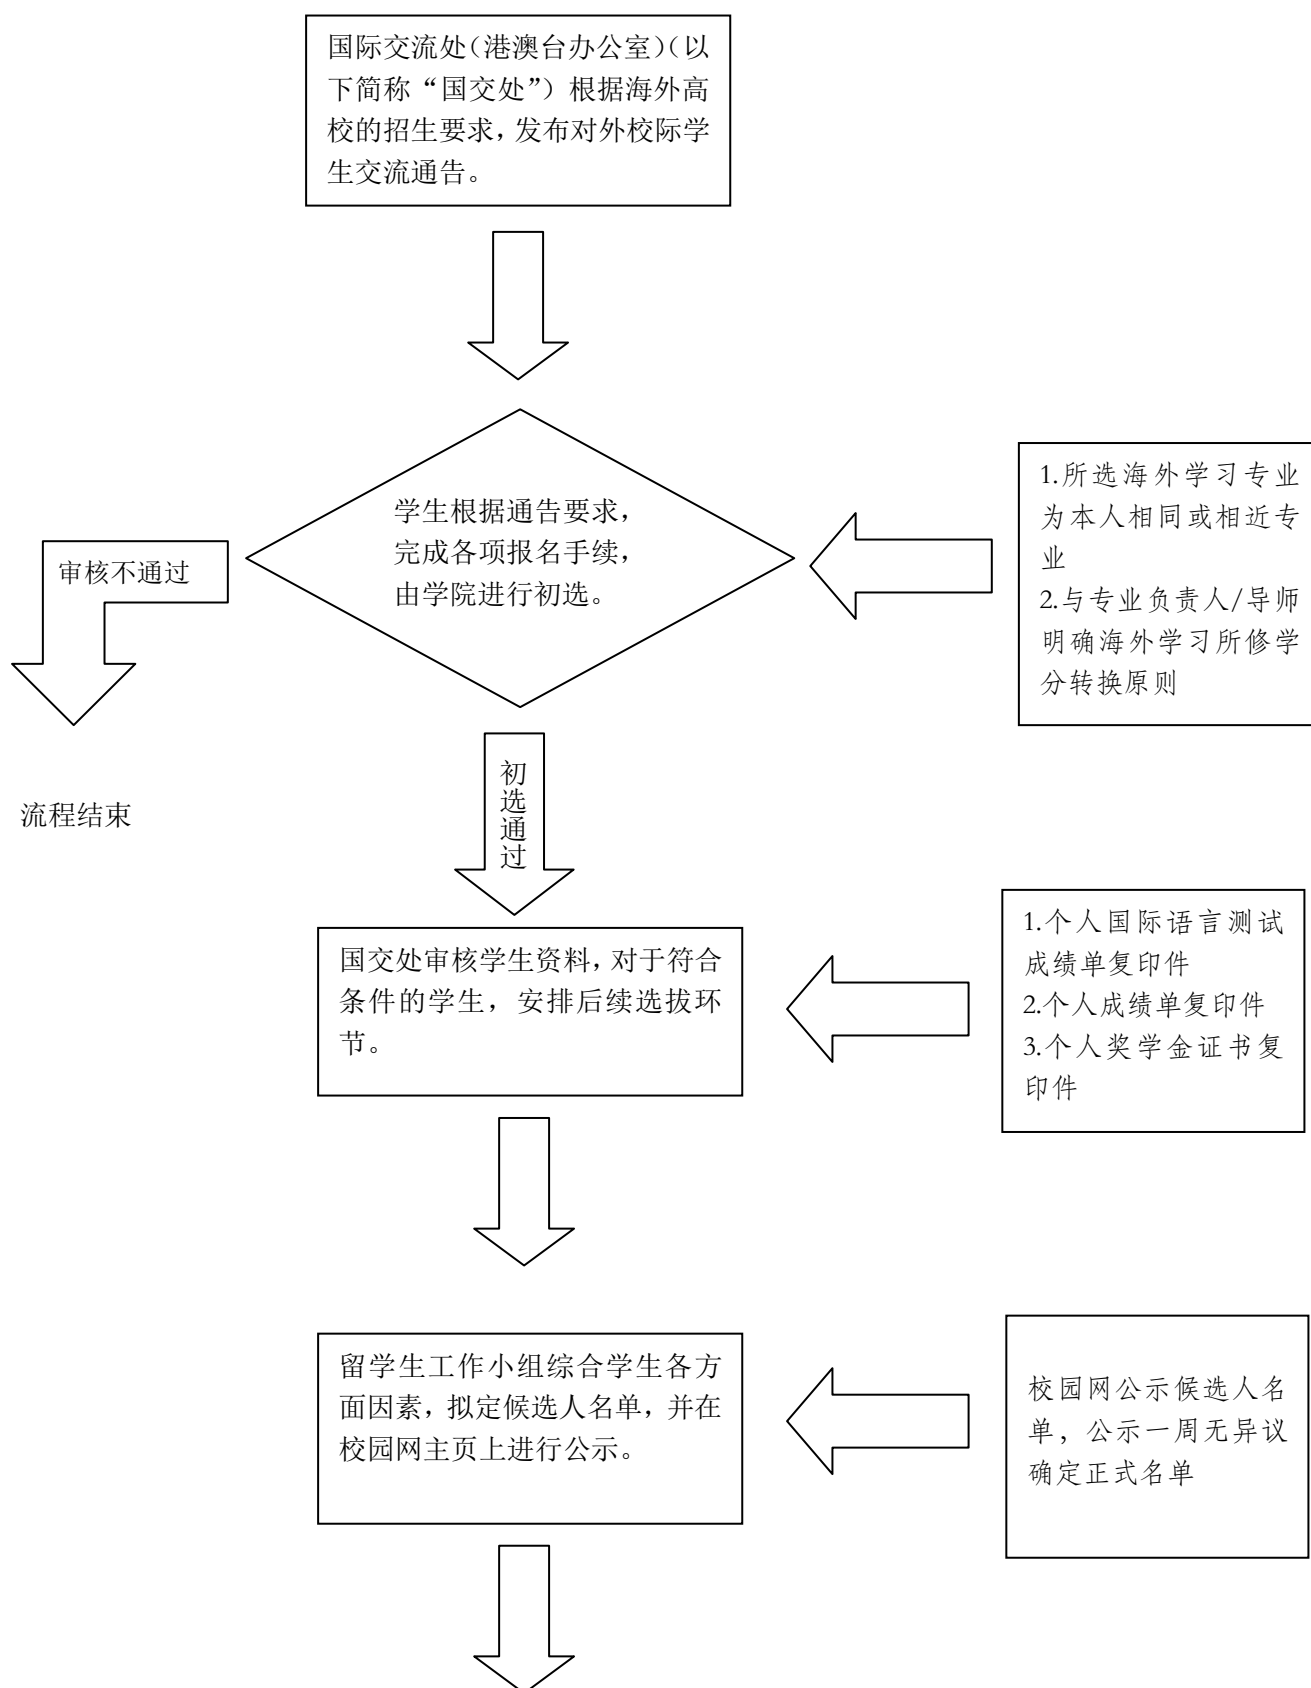 国际交流处(港澳台办公室)(以
下简称“国交处”)根据海外高
校的招生要求,发布对外校际学
生交流通告。
学生根据通告要求,
完成各项报名手续,
由学院进行初选。
1.所选海外学习专业
为本人相同或相近专
业
2.与专业负责人/导师
明确海外学习所修学
分转换原则
审核不通过
流程结束
初
选
通
过
国交处审核学生资料,对于符合
条件的学生,安排后续选拔环
节。
1.个人国际语言测试
成绩单复印件
2.个人成绩单复印件
3.个人奖学金证书复
印件
留学生工作小组综合学生各方
面因素,拟定候选人名单,并在
校园网主页上进行公示。
校园网公示候选人名
单,公示一周无异议
确定正式名单